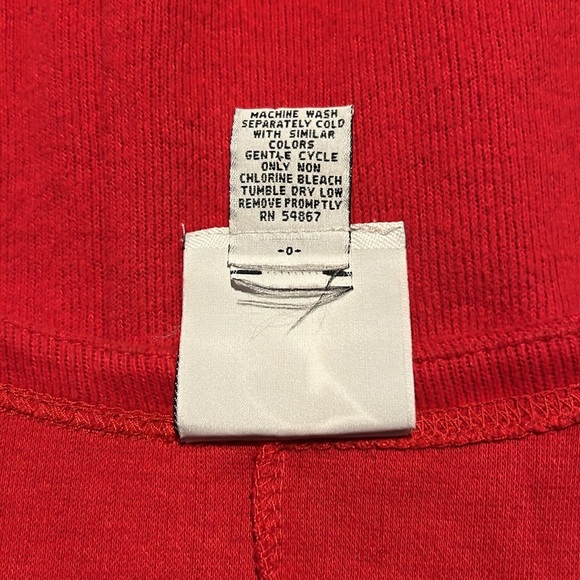 MACHINE WASH
SEPARATELY COLD
WITH SIMILAR
COLORS
GENTLE CYCLE
ONLY NON
CHLORINE BLEACH
TUMBLE DRY LOW
REMOVE PROMPTLY
RN 54867
-0-